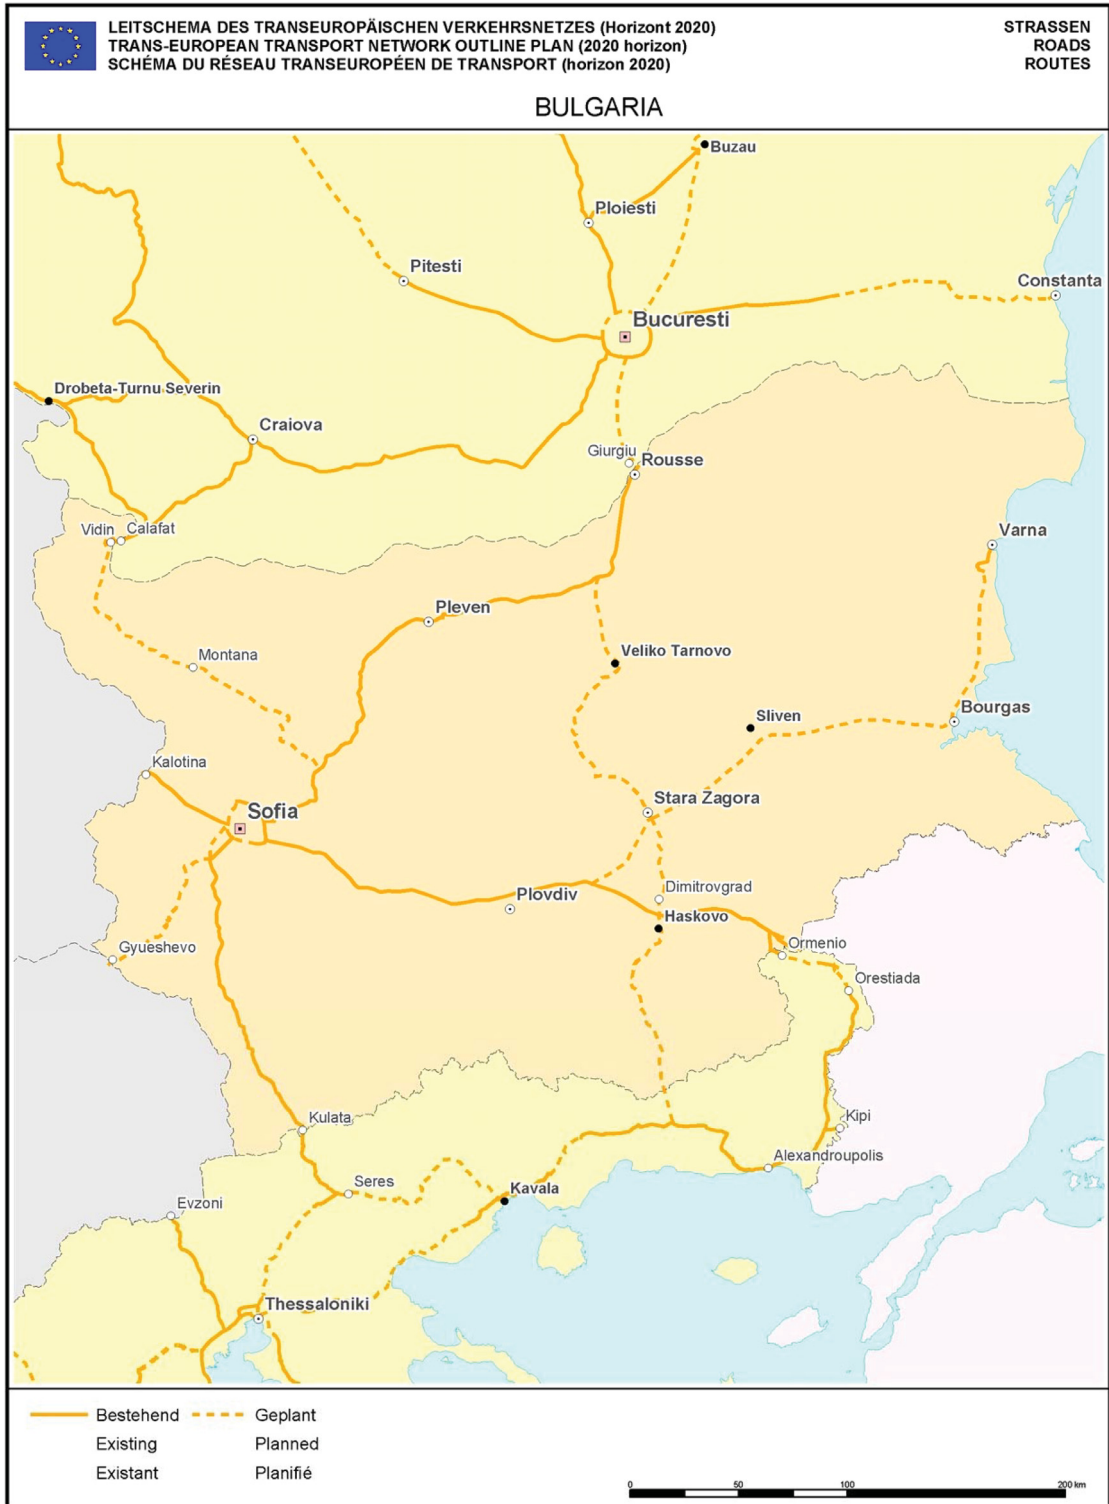 LEITSCHEMA DES TRANSEUROPÄISCHEN VERKEHRSNETZES (Horizont 2020)
TRANS-EUROPEAN TRANSPORT NETWORK OUTLINE PLAN (2020 horizon)
SCHÉMA DU RÉSEAU TRANSEUROPÉEN DE TRANSPORT (horizon 2020)
STRASSEN
ROADS
ROUTES
BULGARIA
Buzau
Ploiesti
Pitesti
Constanta
Bucuresti
Drobeta-Turnu Severin
Craiova
Giurgiu
Rousse
Vidin
Calafat
Varna
Pleven
Veliko Tarnovo
Montana
Sliven
Bourgas
Kalotina
Stara Zagora
Sofia
Dimitrovgrad
Plovdiv
Haskovo
Gyueshevo
Ormenio
Orestiada
Kulata
Kipi
Alexandroupolis
Seres
Kavala
Evzoni
Thessaloniki
Bestehend
Geplant
Existing
Planned
Existant
Planifié
0 50 100 200 km